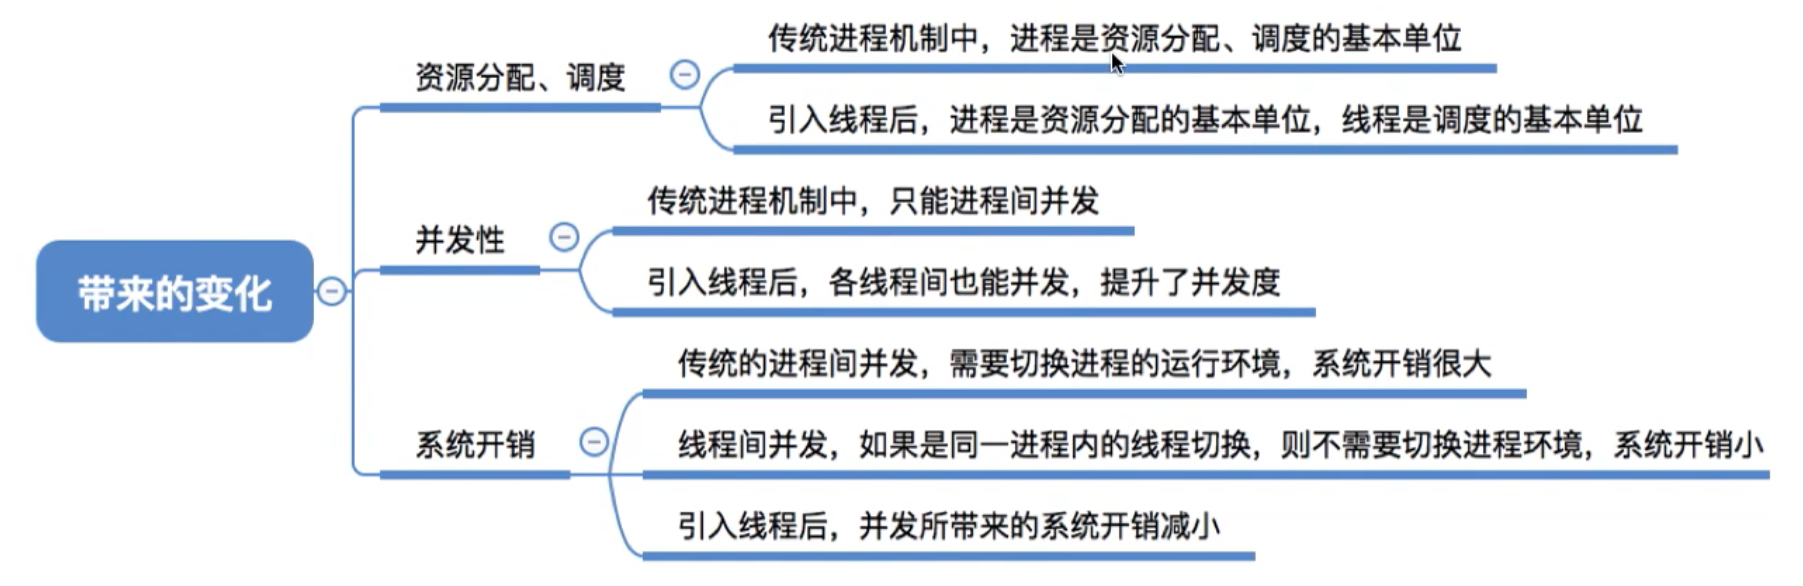 带来的变化
资源分配、调度
传统进程机制中，进程是资源分配、调度的基本单位
引入线程后，进程是资源分配的基本单位，线程是调度的基本单位
并发性
传统进程机制中，只能进程间并发
引入线程后，各线程间也能并发，提升了并发度
系统开销
传统的进程间并发，需要切换进程的运行环境，系统开销很大
线程间并发，如果是同一进程内的线程切换，则不需要切换进程环境，系统开销小
引入线程后，并发所带来的系统开销减小